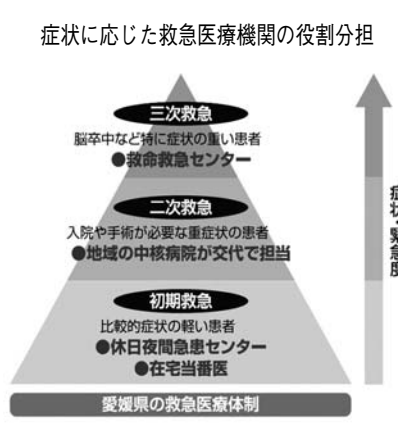 症状に応じた救急医療機関の役割分担
三次救急
脳卒中など特に症状の重い患者
●救命救急センター
二次救急
入院や手術が必要な重症状の患者
●地域の中核病院が交代で担当
初期救急
比較的症状の軽い患者
●休日夜間急患センター
●在宅当番医
愛媛県の救急医療体制
症状・緊急度